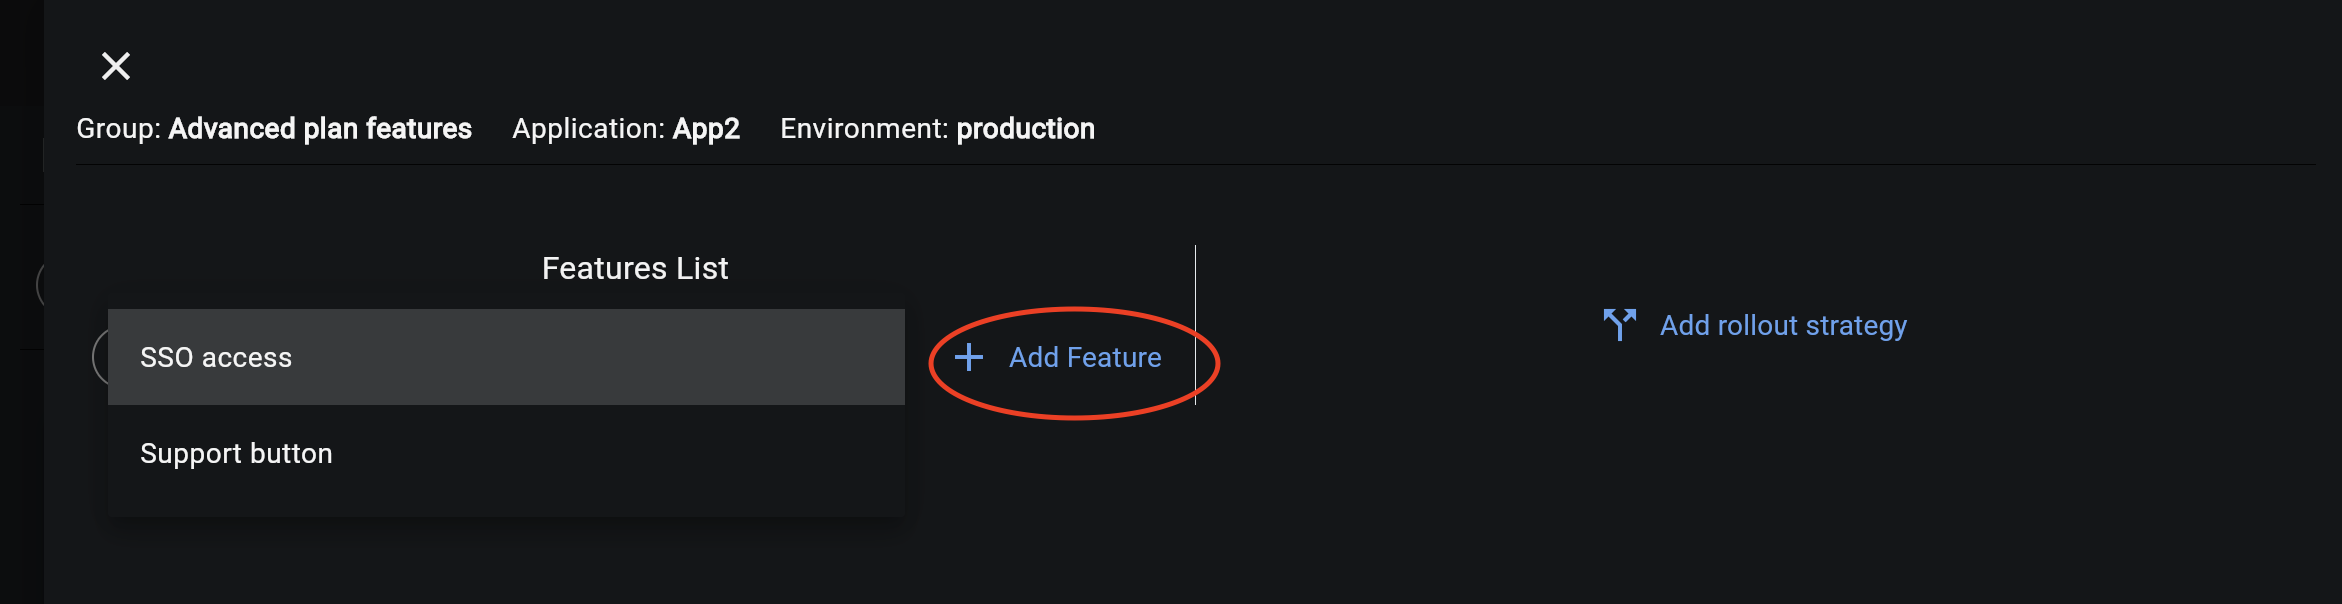 Group: Advanced plan features Application: App2 Environment: production
Features List
SSO access
Support button
Add Feature
Add rollout strategy